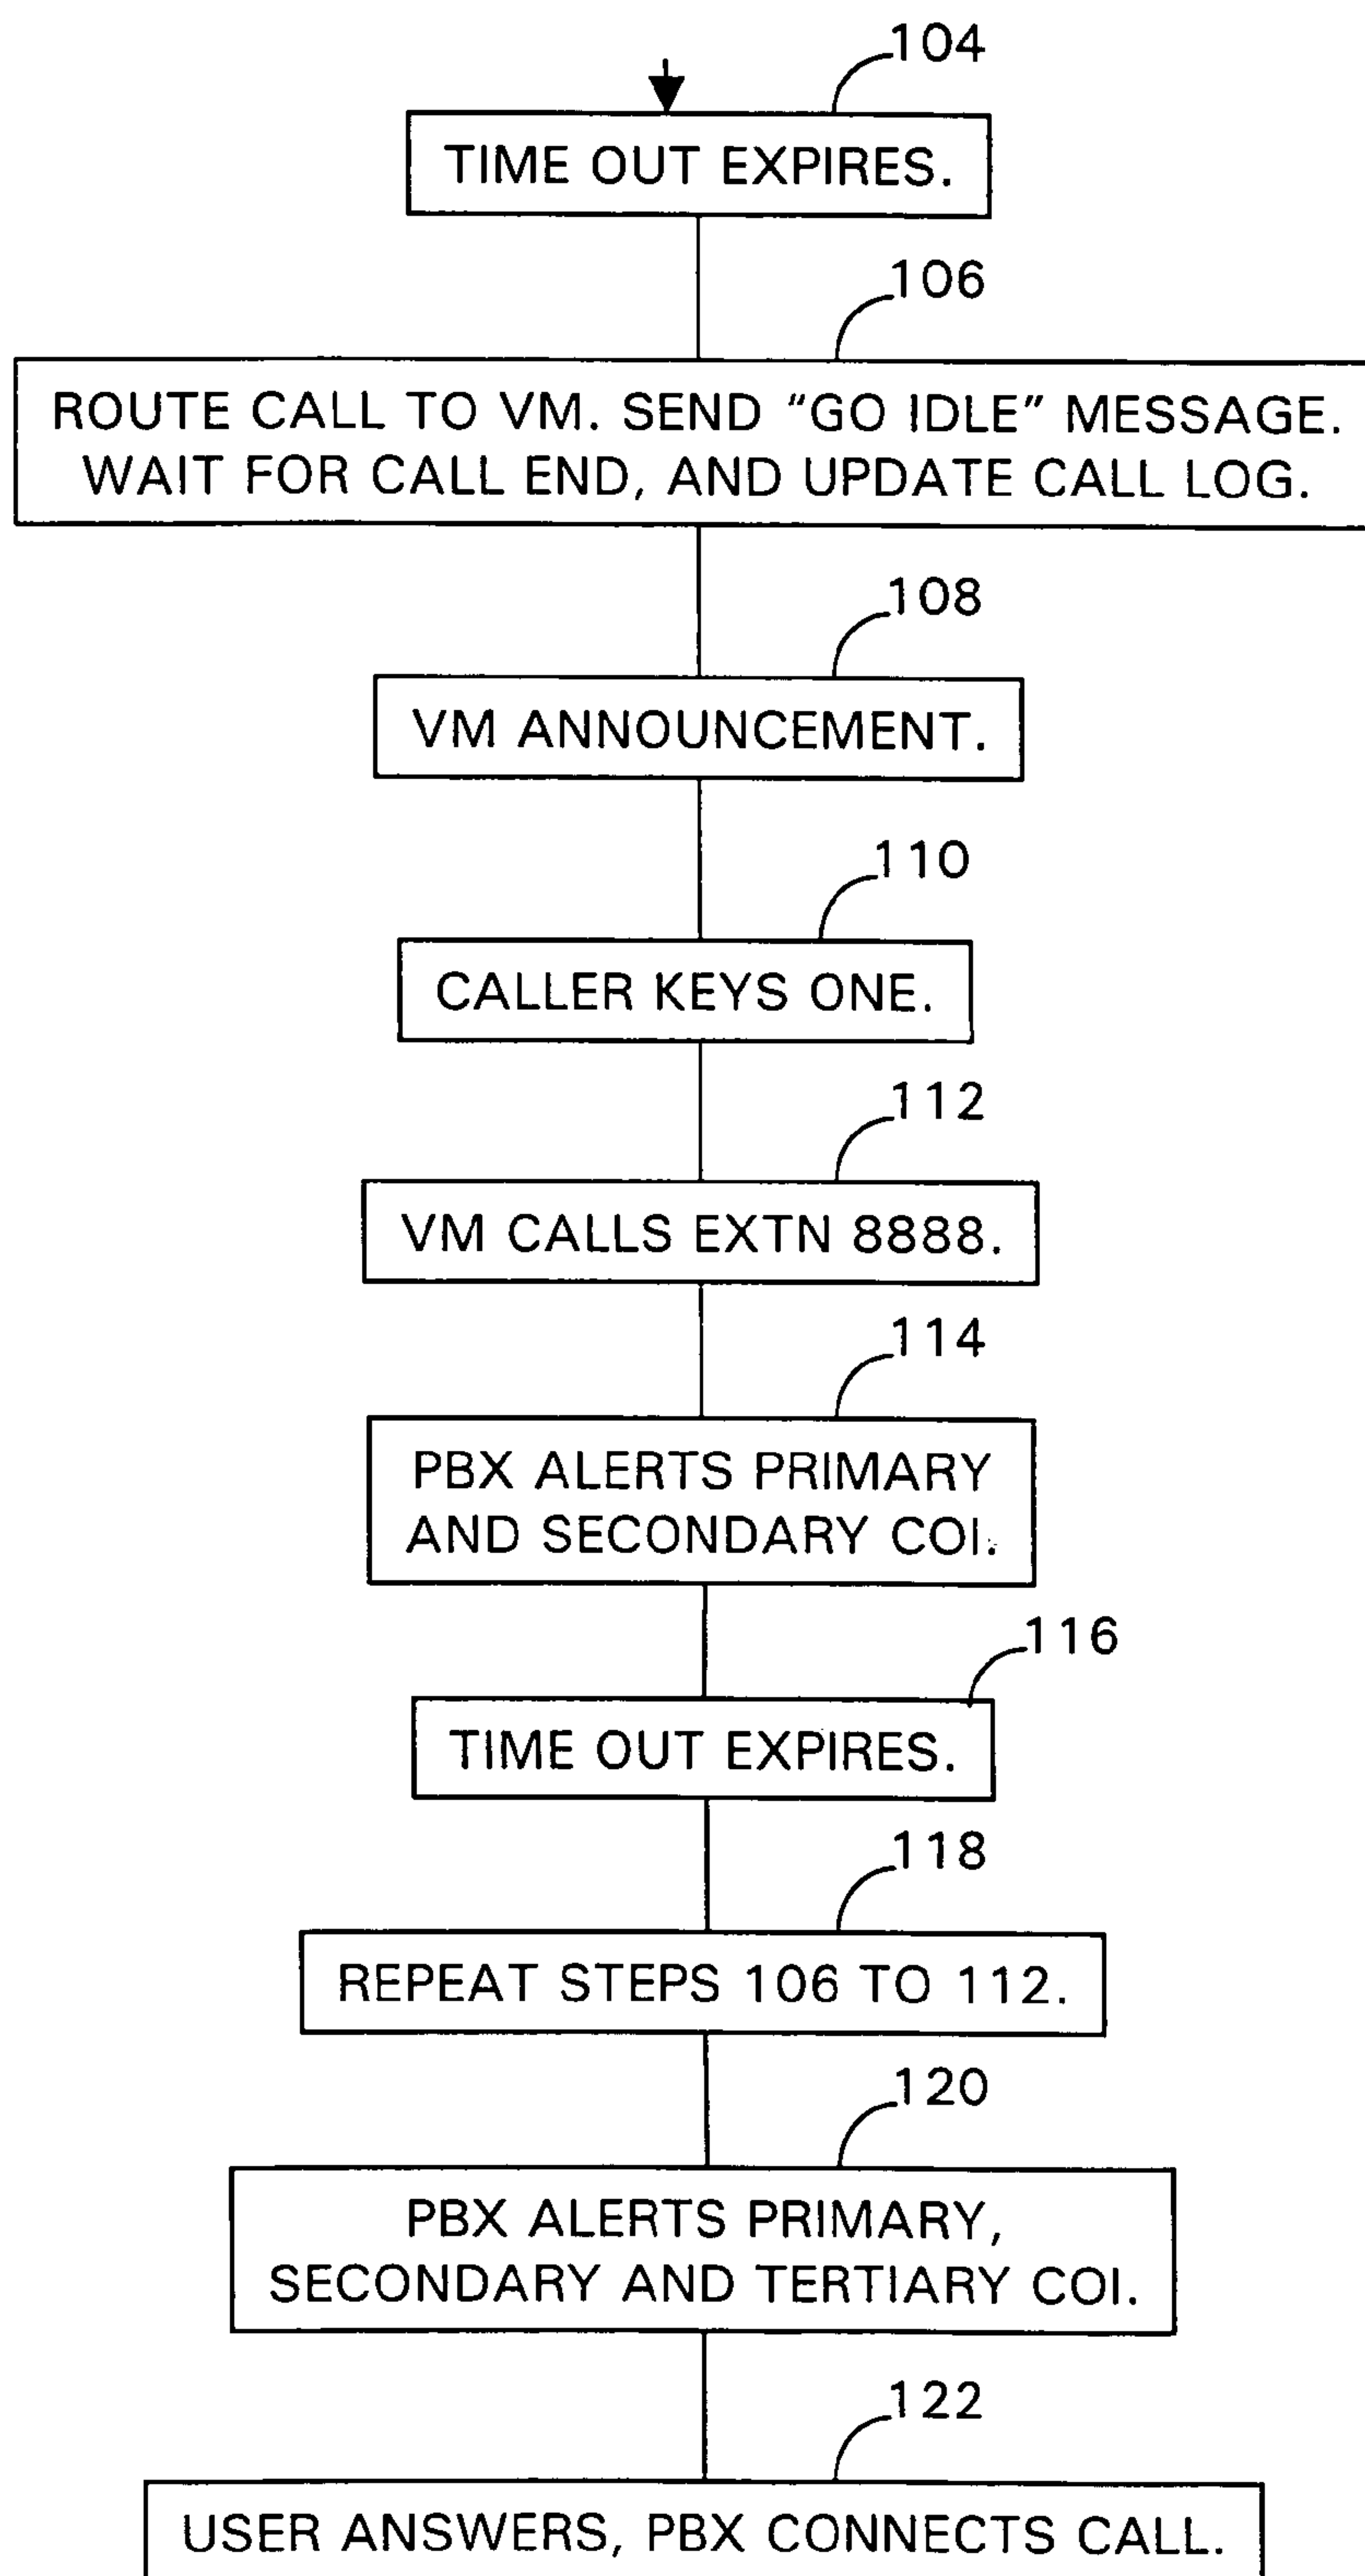 104
TIME OUT EXPIRES.
106
ROUTE CALL TO VM. SEND “GO IDLE” MESSAGE.
WAIT FOR CALL END, AND UPDATE CALL LOG.
108
VM ANNOUNCEMENT.
110
CALLER KEYS ONE.
112
VM CALLS EXTN 8888.
114
PBX ALERTS PRIMARY
AND SECONDARY COI.
116
TIME OUT EXPIRES.
118
REPEAT STEPS 106 TO 112.
120
PBX ALERTS PRIMARY,
SECONDARY AND TERTIARY COI.
122
USER ANSWERS, PBX CONNECTS CALL.